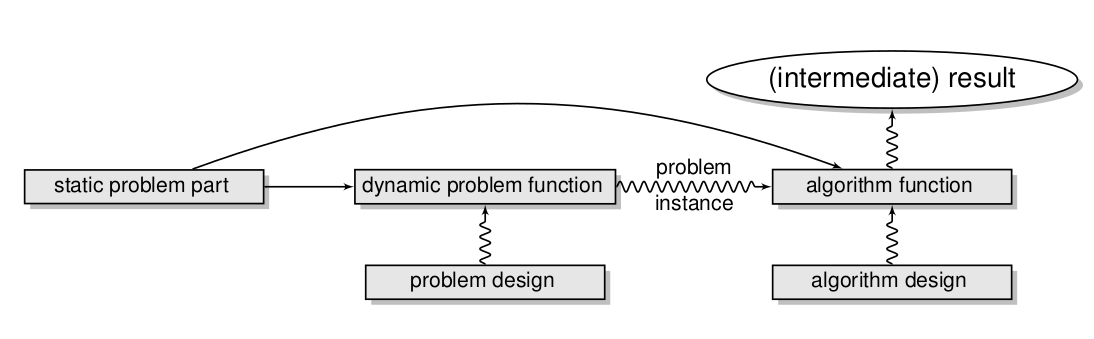 (intermediate) result
static problem part
dynamic problem function
problem
instance
algorithm function
problem design
algorithm design